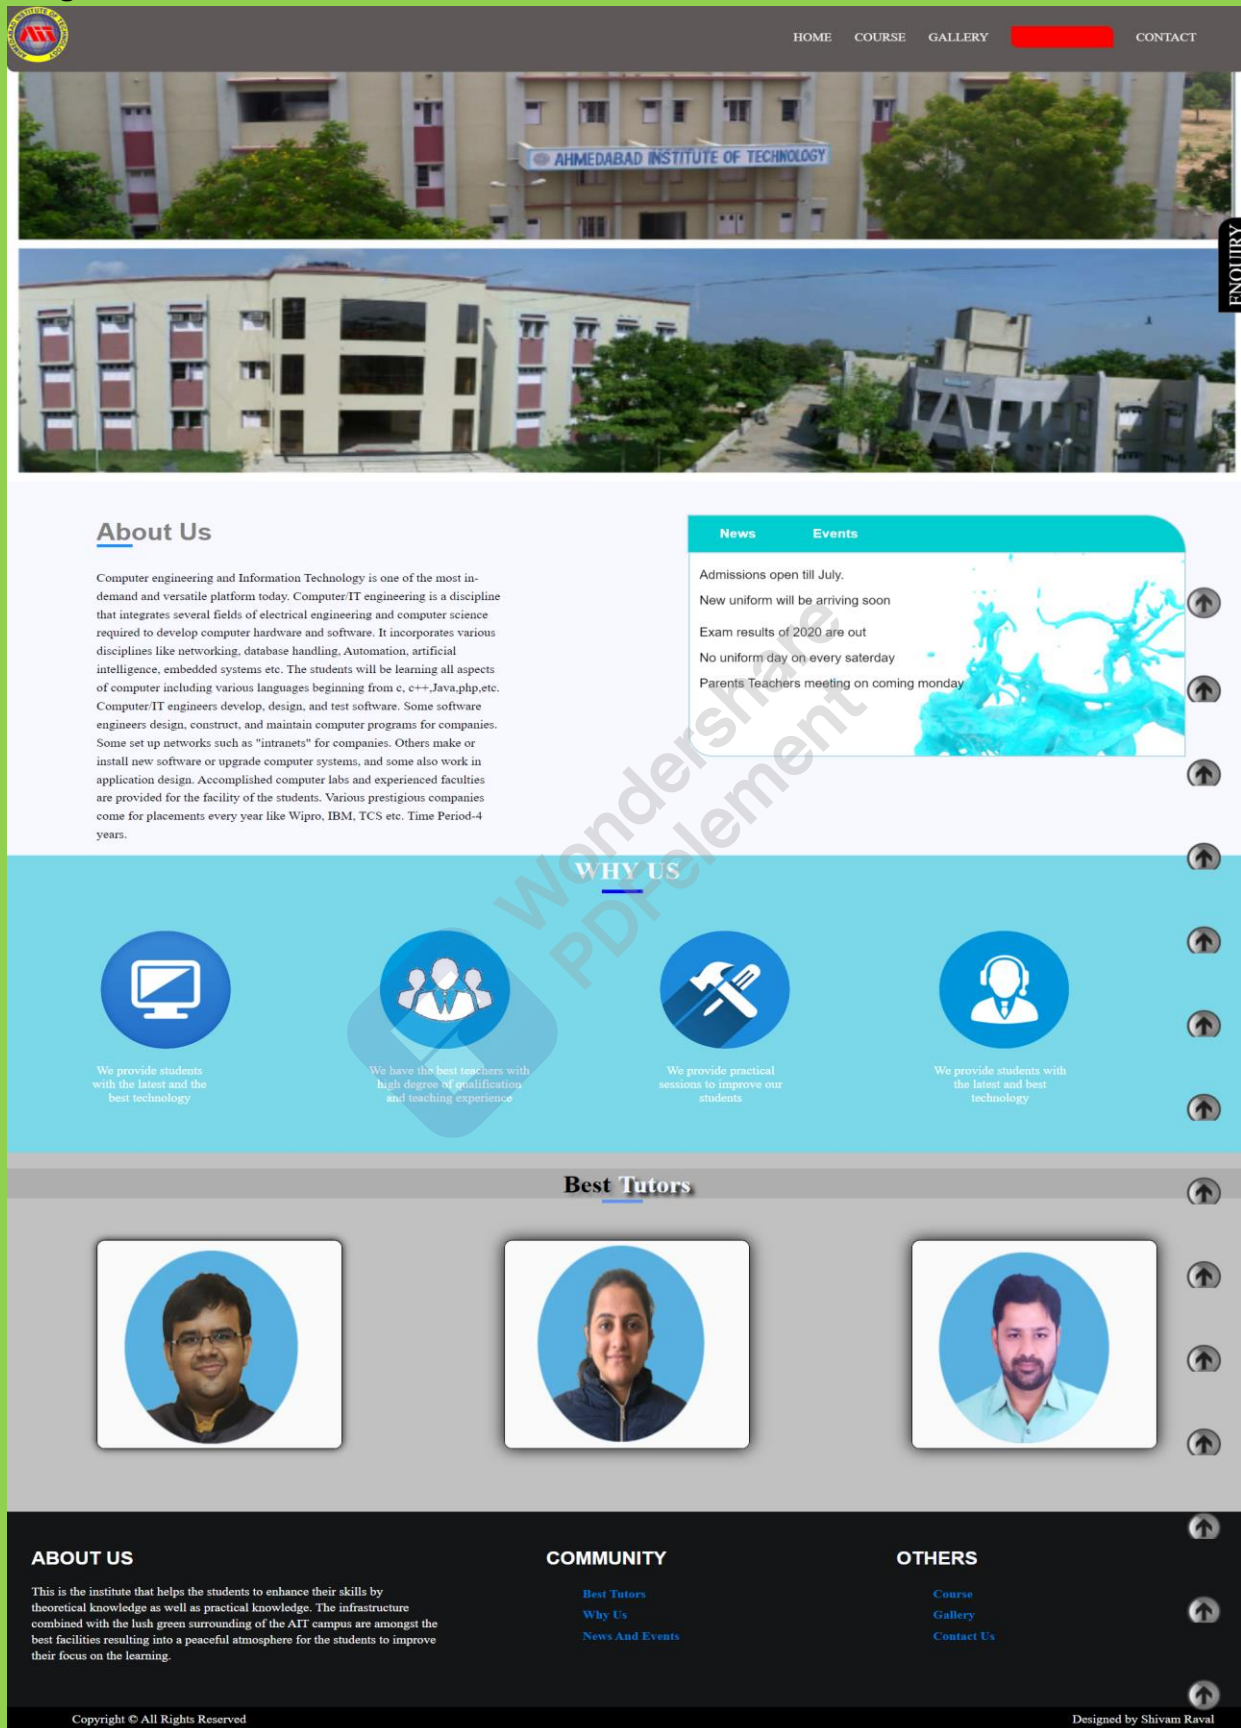 AHMEDABAD INSTITUTE OF TECHNOLOGY
AIT
HOME COURSE GALLERY CONTACT
AHMEDABAD INSTITUTE OF TECHNOLOGY
ENQUIRY
About Us
Computer engineering and Information Technology is one of the most in-
demand and versatile platform today. Computer/IT engineering is a discipline
that integrates several fields of electrical engineering and computer science
required to develop computer hardware and software. It incorporates various
disciplines like networking, database handling, Automation, artificial
intelligence, embedded systems etc. The students will be learning all aspects
of computer including various languages beginning from c, c++,Java,php,etc.
Computer/IT engineers develop, design, and test software. Some software
engineers design, construct, and maintain computer programs for companies.
Some set up networks such as "intranets" for companies. Others make or
install new software or upgrade computer systems, and some also work in
application design. Accomplished computer labs and experienced faculties
are provided for the facility of the students. Various prestigious companies
come for placements every year like Wipro, IBM, TCS etc. Time Period-4
years.
News Events
Admissions open till July.
New uniform will be arriving soon
Exam results of 2020 are out
No uniform day on every saterday
Parents Teachers meeting on coming monday
Wondershare
PDFelement
WHY US
We provide students
with the latest and the
best technology
We have the best teachers with
high degree of qualification
and teaching experience
We provide practical
sessions to improve our
students
We provide students with
the latest and best
technology
Best Tutors
ABOUT US
This is the institute that helps the students to enhance their skills by
theoretical knowledge as well as practical knowledge. The infrastructure
combined with the lush green surrounding of the AIT campus are amongst the
best facilities resulting into a peaceful atmosphere for the students to improve
their focus on the learning.
COMMUNITY
Best Tutors
Why Us
News And Events
OTHERS
Course
Gallery
Contact Us
Copyright © All Rights Reserved
Designed by Shivam Raval